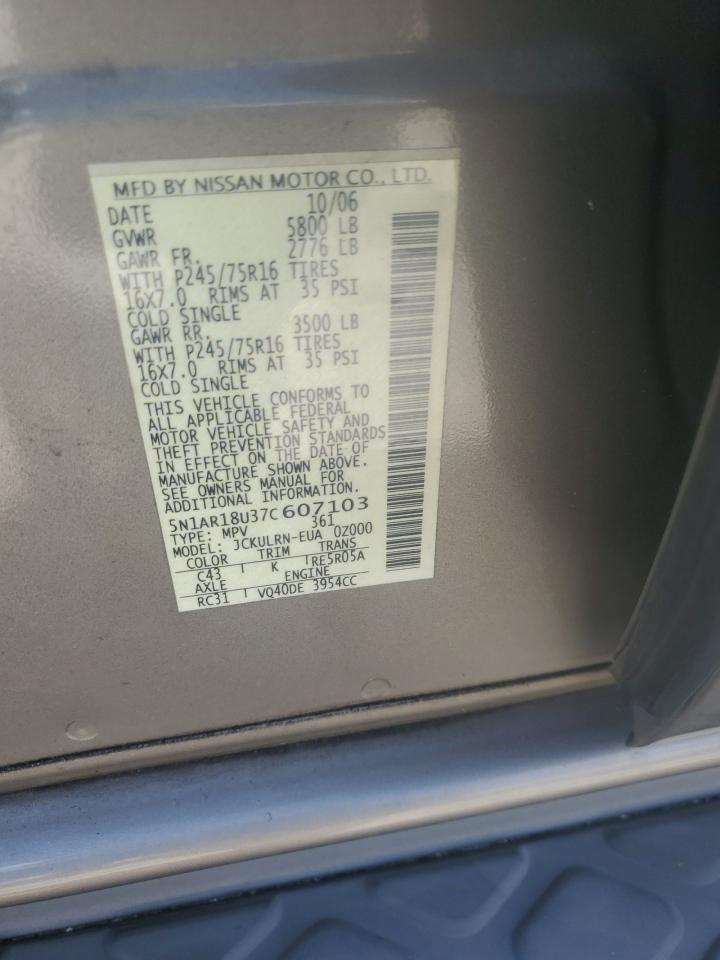 MFD BY NISSAN MOTOR CO., LTD.
DATE 10/06
GVWR 5800 LB
GAWR FR. 2776 LB
WITH P245/75R16 TIRES
16X7.0 RIMS AT 35 PSI
COLD SINGLE
GAWR RR. 3500 LB
WITH P245/75R16 TIRES
16X7.0 RIMS AT 35 PSI
COLD SINGLE
THIS VEHICLE CONFORMS TO
ALL APPLICABLE FEDERAL
MOTOR VEHICLE SAFETY AND
THEFT PREVENTION STANDARDS
IN EFFECT ON THE DATE OF
MANUFACTURE SHOWN ABOVE.
SEE OWNERS MANUAL FOR
ADDITIONAL INFORMATION.
5N1AR18U37C607103
TYPE: MPV 361
MODEL: JCKULRN-EUA 0Z000
COLOR TRIM TRANS
C43 K RE5R05A
AXLE ENGINE
RC31 VQ40DE 3954CC